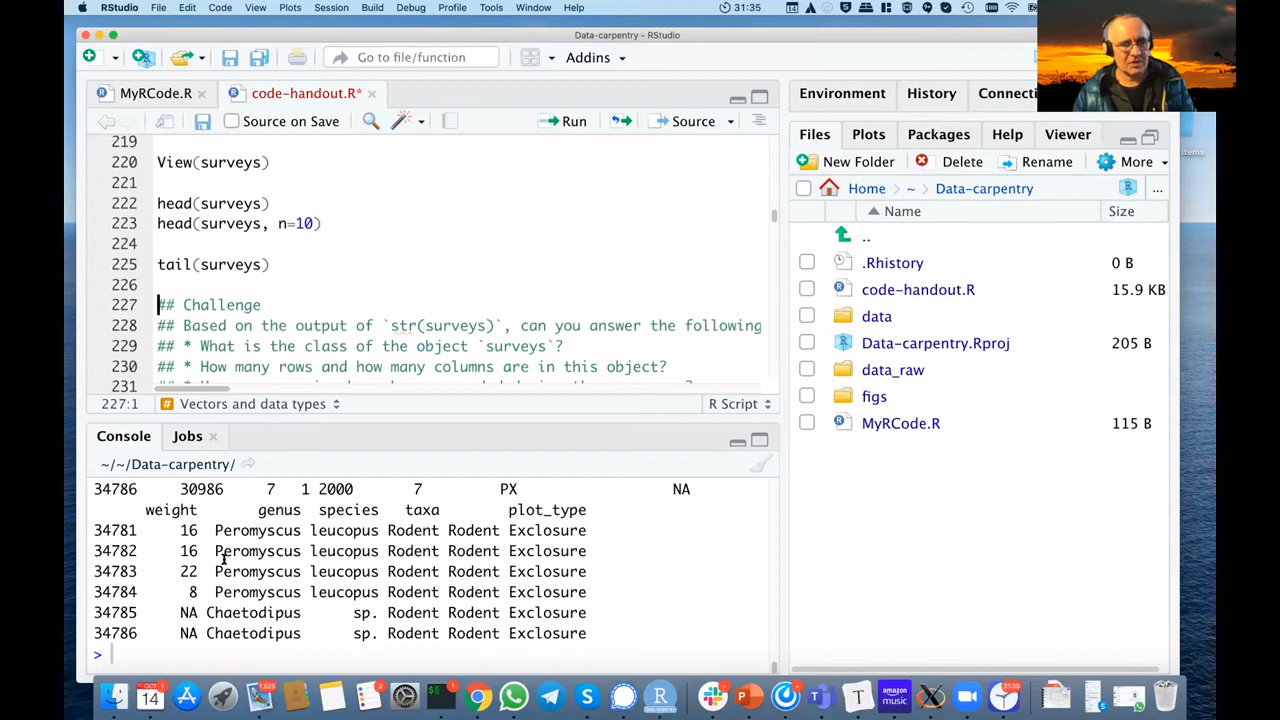 RStudio File Edit Code View Plots Session Build Debug Profile Tools Window Help 31:35
Data-carpentry — RStudio
Go to file/function Addins
MyRCode.R code-handout.R*
Source on Save Run Source
219
220 View(surveys)
221
222 head(surveys)
223 head(surveys, n=10)
224
225 tail(surveys)
226
227 ## Challenge
228 ## Based on the output of `str(surveys)`, can you answer the following
229 ## * What is the class of the object `surveys`?
230 ## * How many rows and how many columns are in this object?
231
227:1 Vectors and data types R Script
Console Jobs
~/~/Data-carpentry/
34786 30986 7 1 2000 7 NA
weight genus species plot_type
34781 16 Peromyscus Rodent Rodent Exclosure
34782 16 Peromyscus Rodent Rodent Exclosure
34783 22 Peromyscus Rodent Rodent Exclosure
34784 8 Peromyscus Rodent Rodent Exclosure
34785 NA Chaetodipus sp. Rodent Rodent Exclosure
34786 NA Chaetodipus sp. Rodent Rodent Exclosure
>
Environment History
Files Plots Packages Help Viewer
New Folder Delete Rename More
Home ~ Data-carpentry ...
Name Size
..
.Rhistory 0 B
code-handout.R 15.9 KB
data
Data-carpentry.Rproj 205 B
data_raw
figs
MyRCode.R 115 B
items
OCT
amazon music
31:35